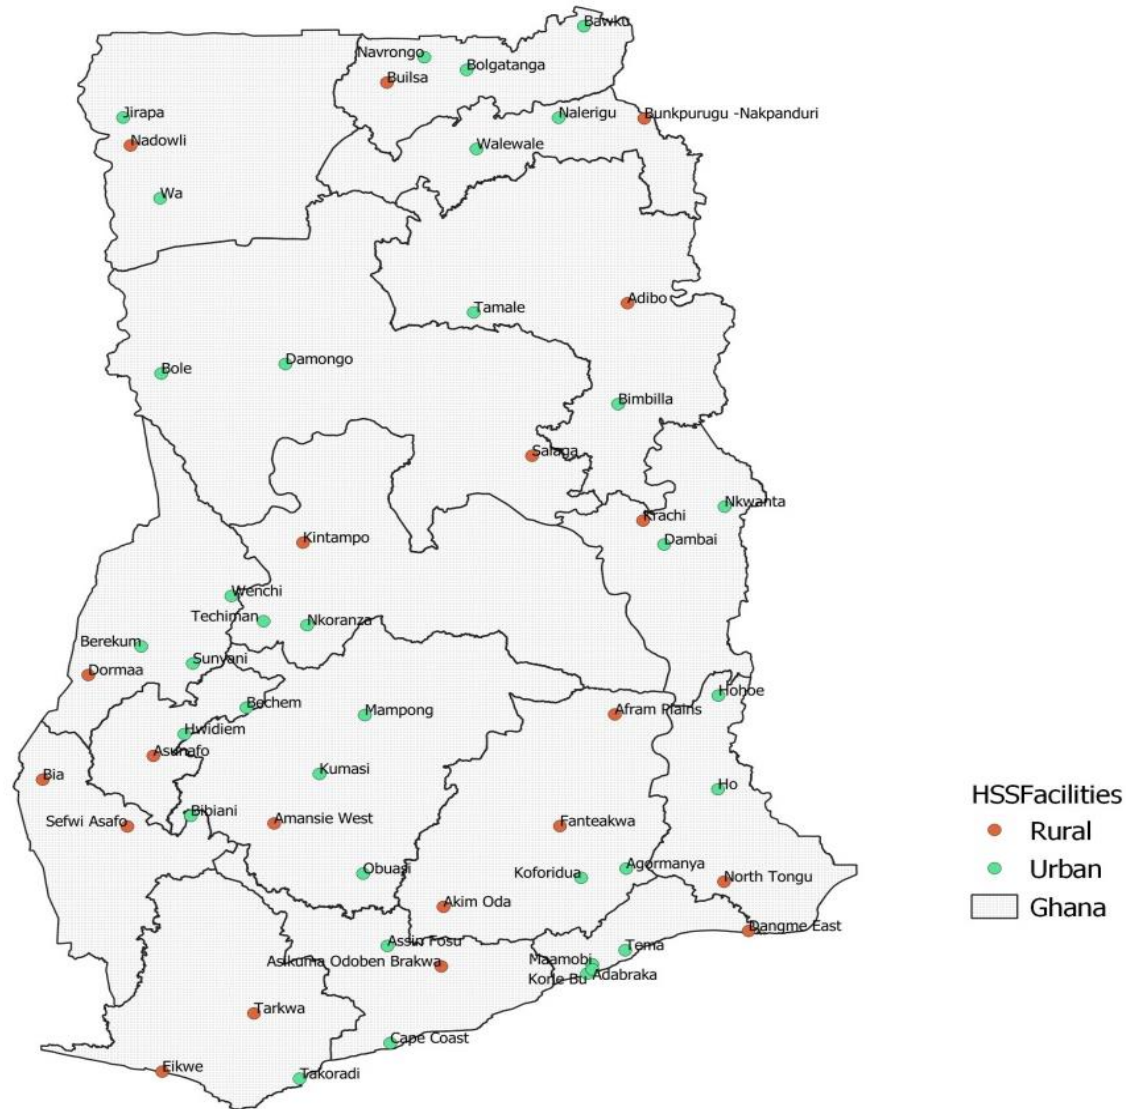 Bawku
Navrongo
Bolgatanga
Builsa
Jirapa
Nalerigu
Bunkpurugu -Nakpanduri
Nadowli
Walewale
Wa
Adibo
Tamale
Damongo
Bole
Bimbilla
Salaga
Nkwanta
Krachi
Kintampo
Dambai
Wenchi
Techiman
Nkoranza
Berekum
Sunyani
Dormaa
Hohoe
Bechem
Mampong
Afram Plains
Hwidiem
Asunafo
Kumasi
Bia
Ho
HSSFacilities
Bibiani
Sefwi Asafo
Amansie West
Fanteakwa
Rural
Obuasi
Koforidua
Agormanya
Urban
North Tongu
Akim Oda
Ghana
Dangme East
Assin Fosu
Tema
Asikuma Odoben Brakwa
Maamobi
Korle Bu
Adabraka
Tarkwa
Cape Coast
Eikwe
Takoradi